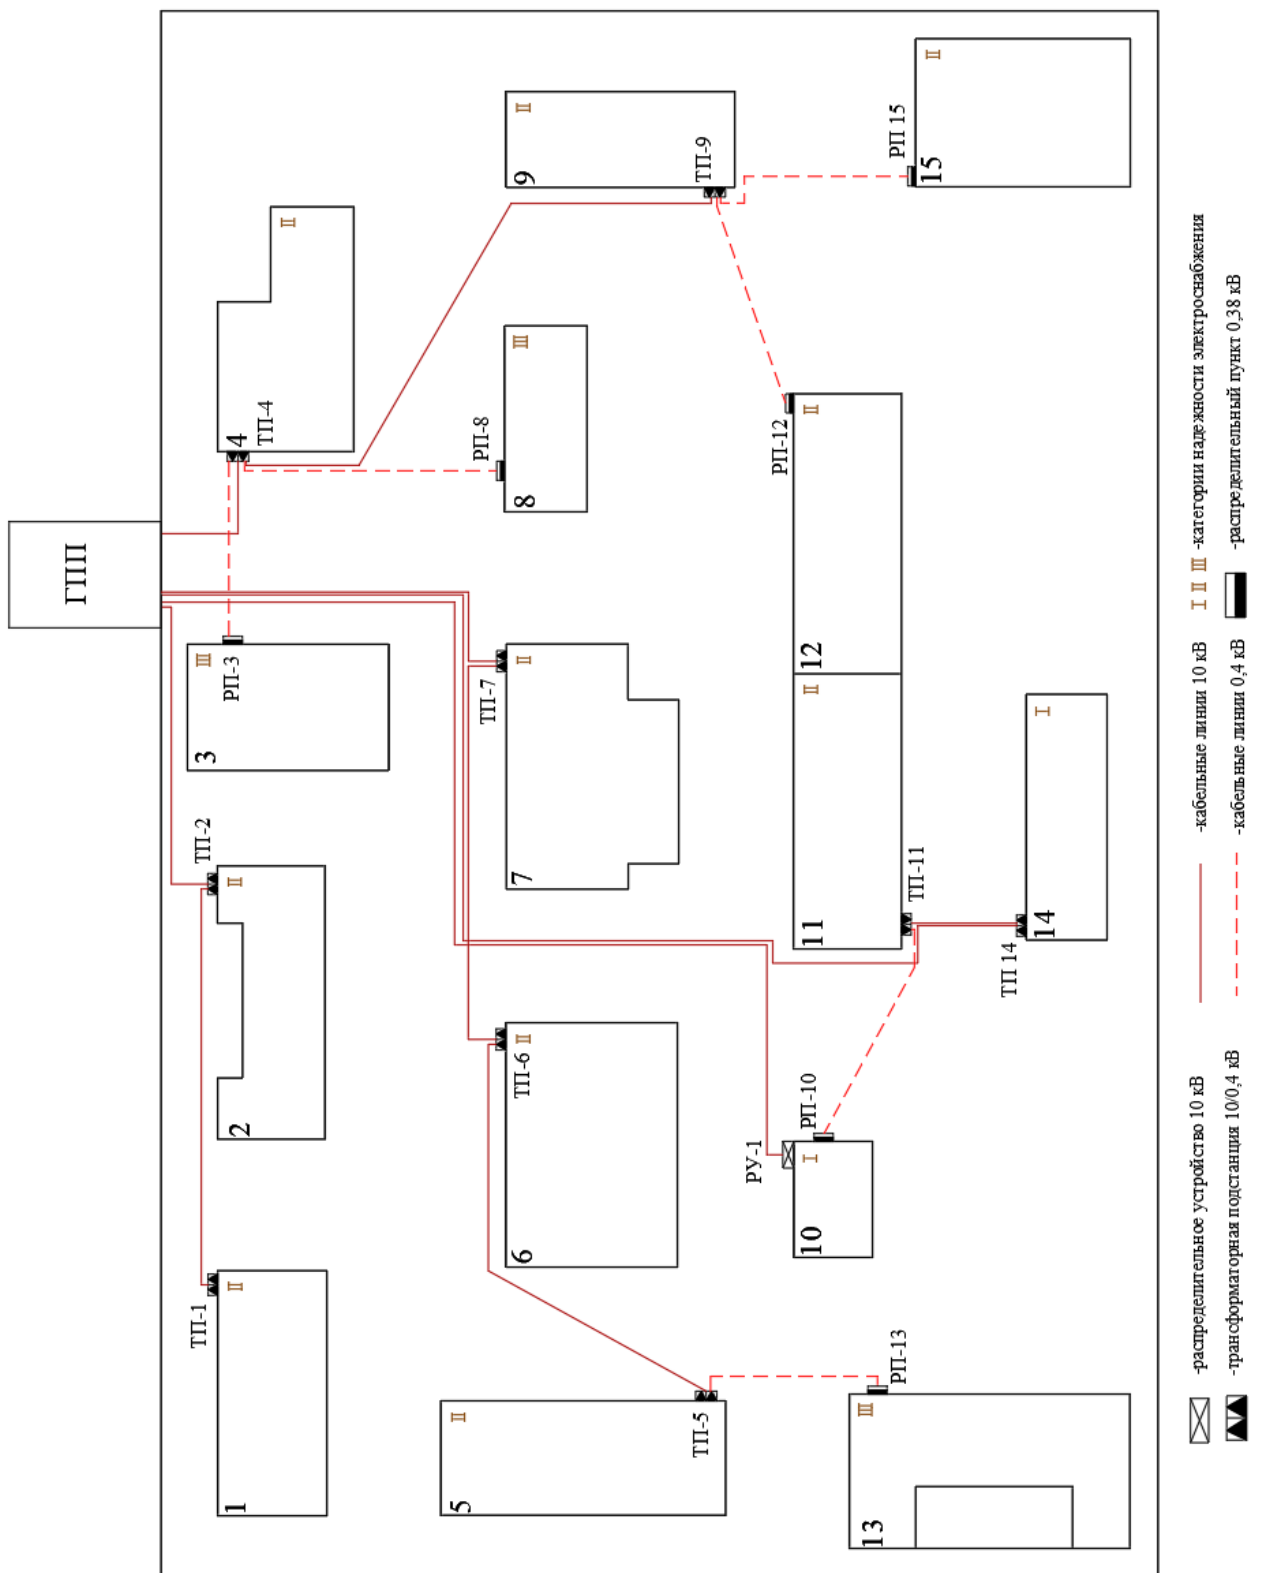 ГПП
ТП-1
1
II
ТП-2
2
II
3
РП-3
III
4
ТП-4
II
5
II
ТП-5
ТП-6
6
II
ТП-7
7
II
РП-8
8
III
9
II
ТП-9
РУ-1
РП-10
10
I
11
II
ТП-11
РП-12
12
II
РП-13
13
III
ТП 14
14
I
РП 15
15
II
-распределительное устройство 10 кВ
-кабельные линии 10 кВ
I II III -категории надежности электроснабжения
-трансформаторная подстанция 10/0,4 кВ
-кабельные линии 0,4 кВ
-распределительный пункт 0,38 кВ